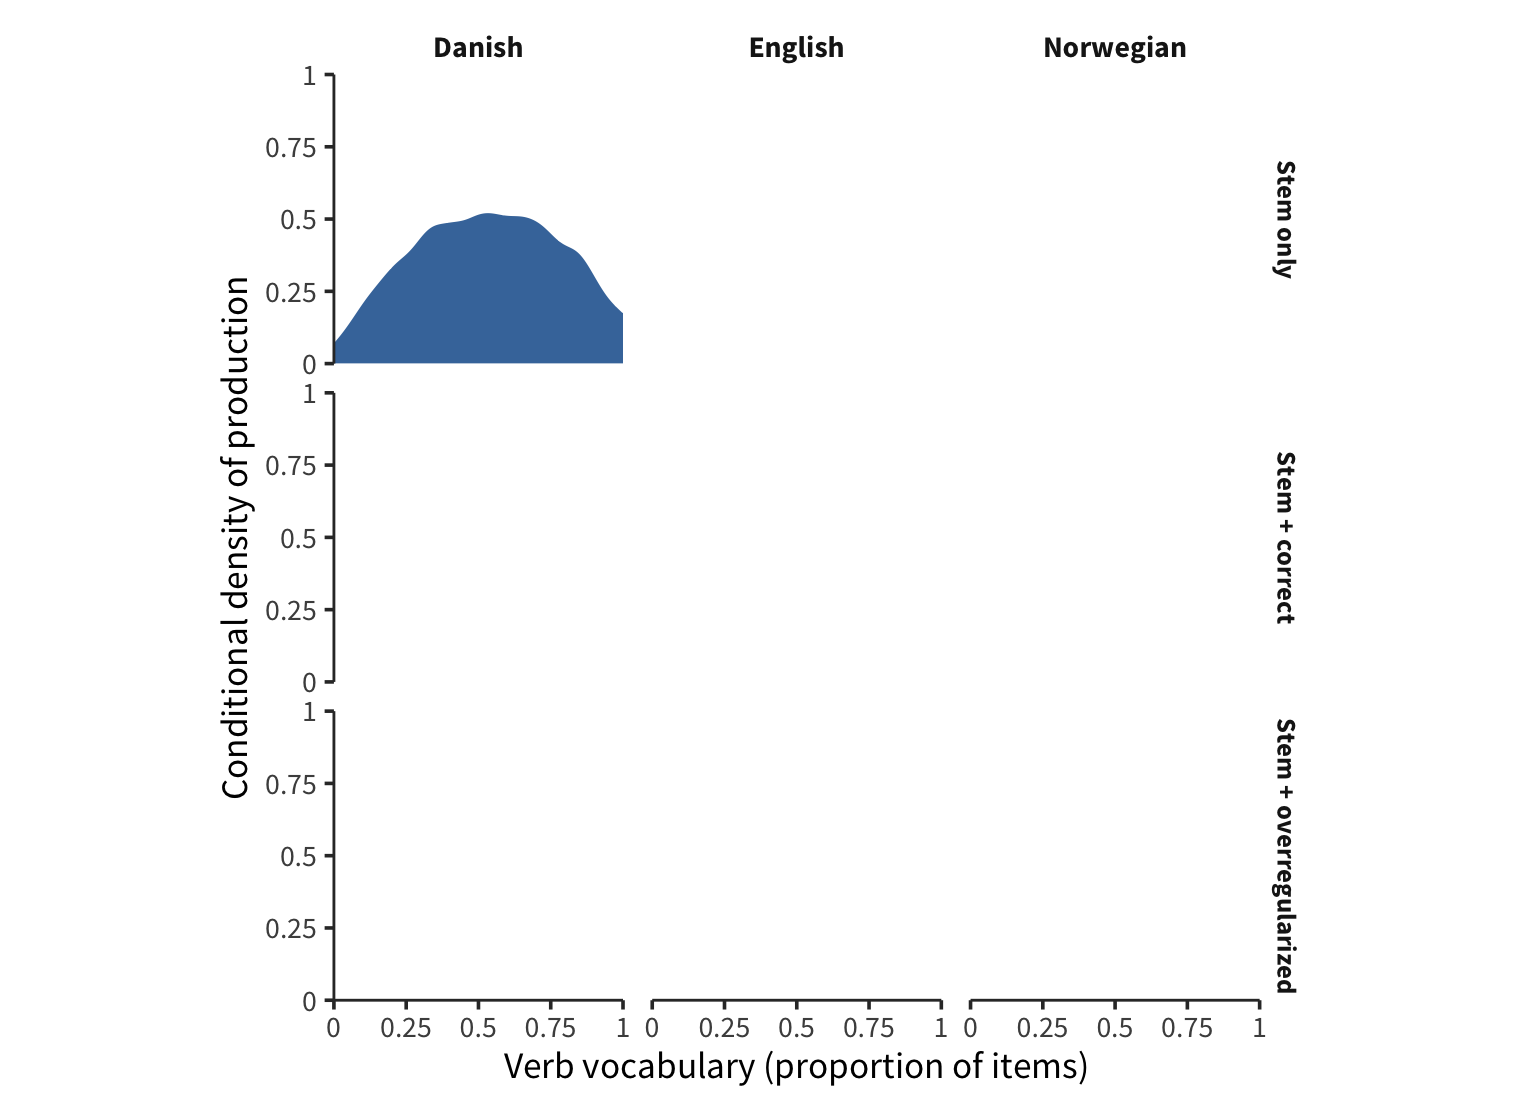 Danish English Norwegian
1
0.75
0.5
0.25
0
Stem only
1
0.75
0.5
0.25
0
Stem + correct
1
0.75
0.5
0.25
0
Stem + overregularized
Conditional density of production
0 0.25 0.5 0.75 1 0 0.25 0.5 0.75 1 0 0.25 0.5 0.75 1
Verb vocabulary (proportion of items)